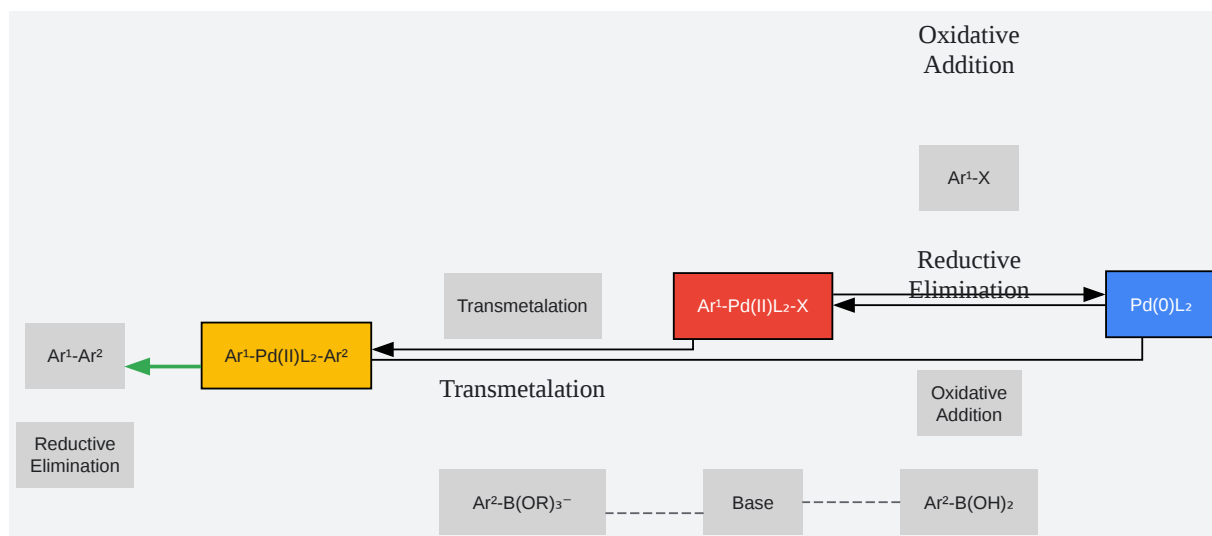 Oxidative
Addition
Ar¹-X
Reductive
Elimination
Transmetalation
Ar¹-Pd(II)L₂-X
Pd(0)L₂
Ar¹-Ar²
Ar¹-Pd(II)L₂-Ar²
Transmetalation
Oxidative
Addition
Reductive
Elimination
Ar²-B(OR)₃⁻
Base
Ar²-B(OH)₂